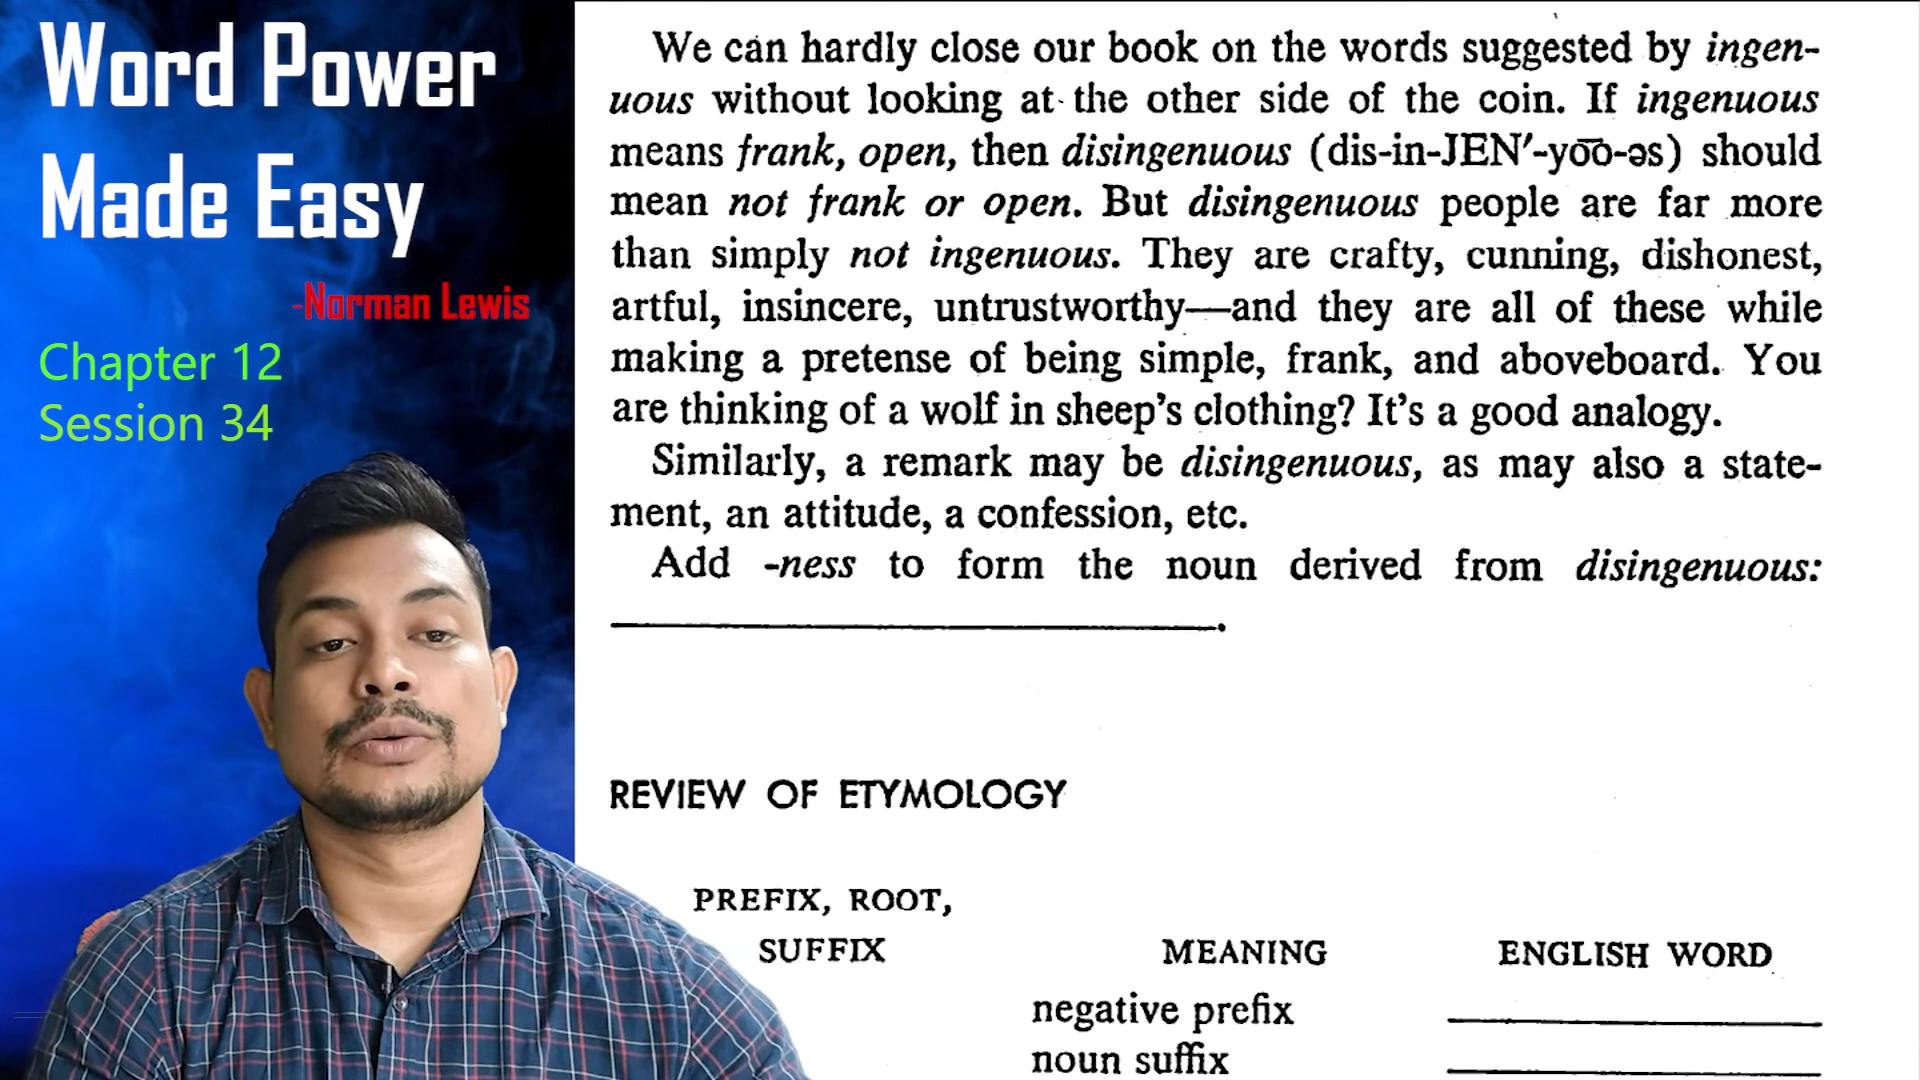 Word Power
Made Easy
-Norman Lewis
Chapter 12
Session 34
We can hardly close our book on the words suggested by ingen-
uous without looking at the other side of the coin. If ingenuous
means frank, open, then disingenuous (dis-in-JEN′-yo͞o-əs) should
mean not frank or open. But disingenuous people are far more
than simply not ingenuous. They are crafty, cunning, dishonest,
artful, insincere, untrustworthy—and they are all of these while
making a pretense of being simple, frank, and aboveboard. You
are thinking of a wolf in sheep's clothing? It's a good analogy.
Similarly, a remark may be disingenuous, as may also a state-
ment, an attitude, a confession, etc.
Add -ness to form the noun derived from disingenuous:
REVIEW OF ETYMOLOGY
PREFIX, ROOT,
SUFFIX MEANING ENGLISH WORD
negative prefix
noun suffix